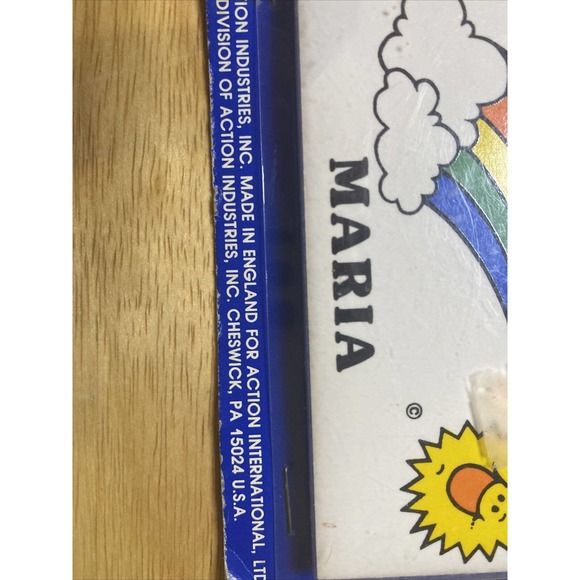 ION INDUSTRIES, INC. MADE IN ENGLAND FOR ACTION INTERNATIONAL, LTD
DIVISION OF ACTION INDUSTRIES, INC. CHESWICK, PA 15024 U.S.A.
MARIA
©